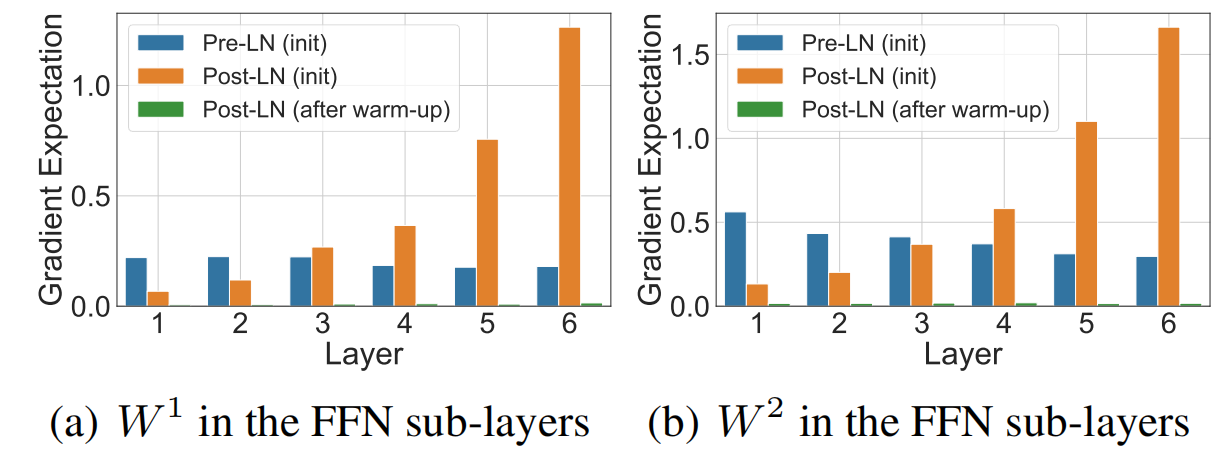 Gradient Expectation
1.0
0.5
0.0
Pre-LN (init)
Post-LN (init)
Post-LN (after warm-up)
1 2 3 4 5 6
Layer
(a) W¹ in the FFN sub-layers
Gradient Expectation
1.5
1.0
0.5
0.0
Pre-LN (init)
Post-LN (init)
Post-LN (after warm-up)
1 2 3 4 5 6
Layer
(b) W² in the FFN sub-layers